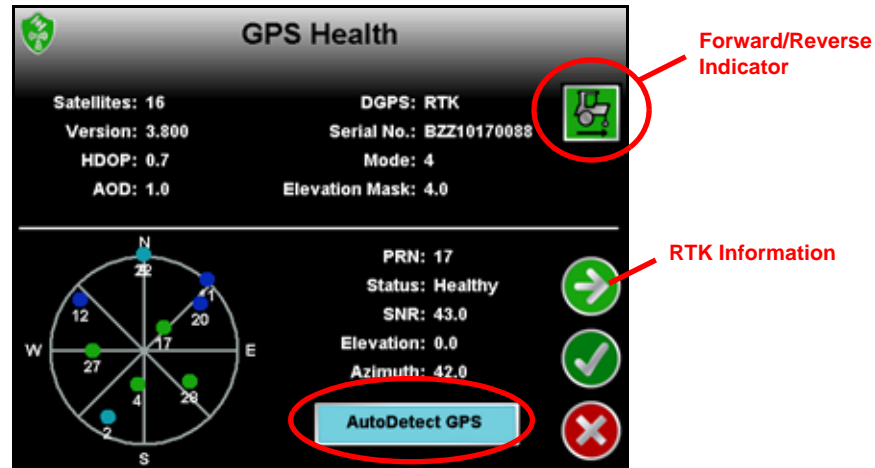 GPS Health
Forward/Reverse
Indicator
Satellites: 16
DGPS: RTK
Version: 3.800
Serial No.: BZZ10170088
HDOP: 0.7
Mode: 4
AOD: 1.0
Elevation Mask: 4.0
RTK Information
PRN: 17
Status: Healthy
SNR: 43.0
Elevation: 0.0
Azimuth: 42.0
AutoDetect GPS
N
12
20
17
W
E
27
4
28
2
S